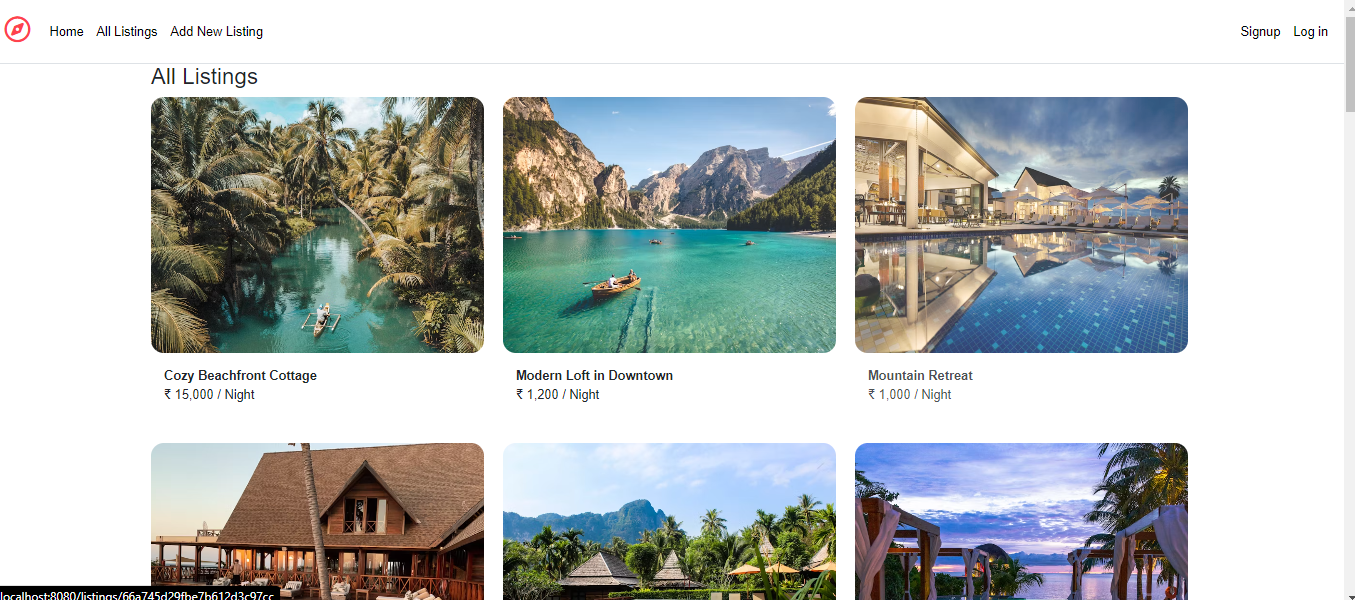 Home All Listings Add New Listing Signup Log in
All Listings
Cozy Beachfront Cottage
₹ 15,000 / Night
Modern Loft in Downtown
₹ 1,200 / Night
Mountain Retreat
₹ 1,000 / Night
localhost:8080/listings/66a745d29fbe7b612d3c97cc